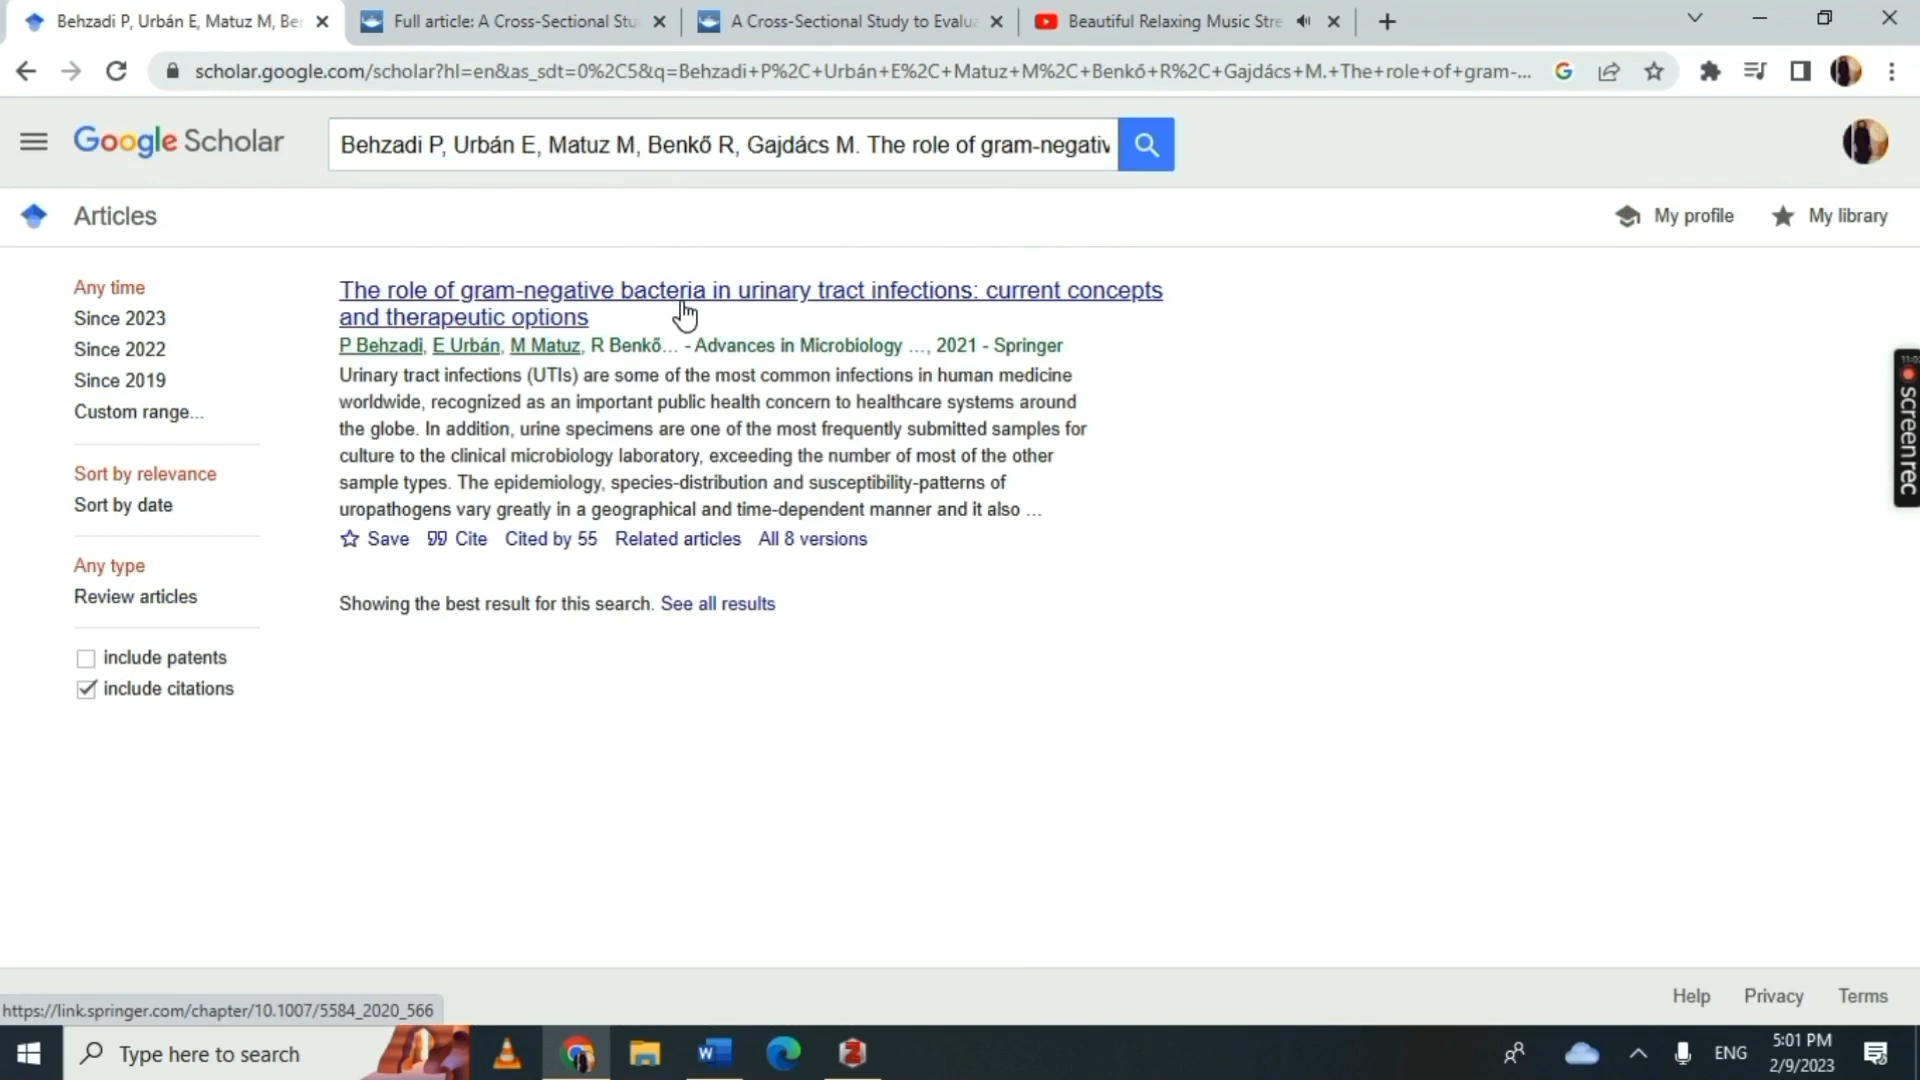 Behzadi P, Urbán E, Matuz M, Ber
Full article: A Cross-Sectional Stu
A Cross-Sectional Study to Evalua
Beautiful Relaxing Music Stre
scholar.google.com/scholar?hl=en&as_sdt=0%2C5&q=Behzadi+P%2C+Urbán+E%2C+Matuz+M%2C+Benkő+R%2C+Gajdács+M.+The+role+of+gram-...
Google Scholar
Behzadi P, Urbán E, Matuz M, Benkő R, Gajdács M. The role of gram-negativ
Articles
My profile
My library
Any time
Since 2023
Since 2022
Since 2019
Custom range...
Sort by relevance
Sort by date
Any type
Review articles
include patents
include citations
The role of gram-negative bacteria in urinary tract infections: current concepts
and therapeutic options
P Behzadi, E Urbán, M Matuz, R Benkő… - Advances in Microbiology …, 2021 - Springer
Urinary tract infections (UTIs) are some of the most common infections in human medicine
worldwide, recognized as an important public health concern to healthcare systems around
the globe. In addition, urine specimens are one of the most frequently submitted samples for
culture to the clinical microbiology laboratory, exceeding the number of most of the other
sample types. The epidemiology, species-distribution and susceptibility-patterns of
uropathogens vary greatly in a geographical and time-dependent manner and it also …
Save Cite Cited by 55 Related articles All 8 versions
Showing the best result for this search. See all results
screenrec
Help Privacy Terms
https://link.springer.com/chapter/10.1007/5584_2020_566
Type here to search
ENG
5:01 PM
2/9/2023